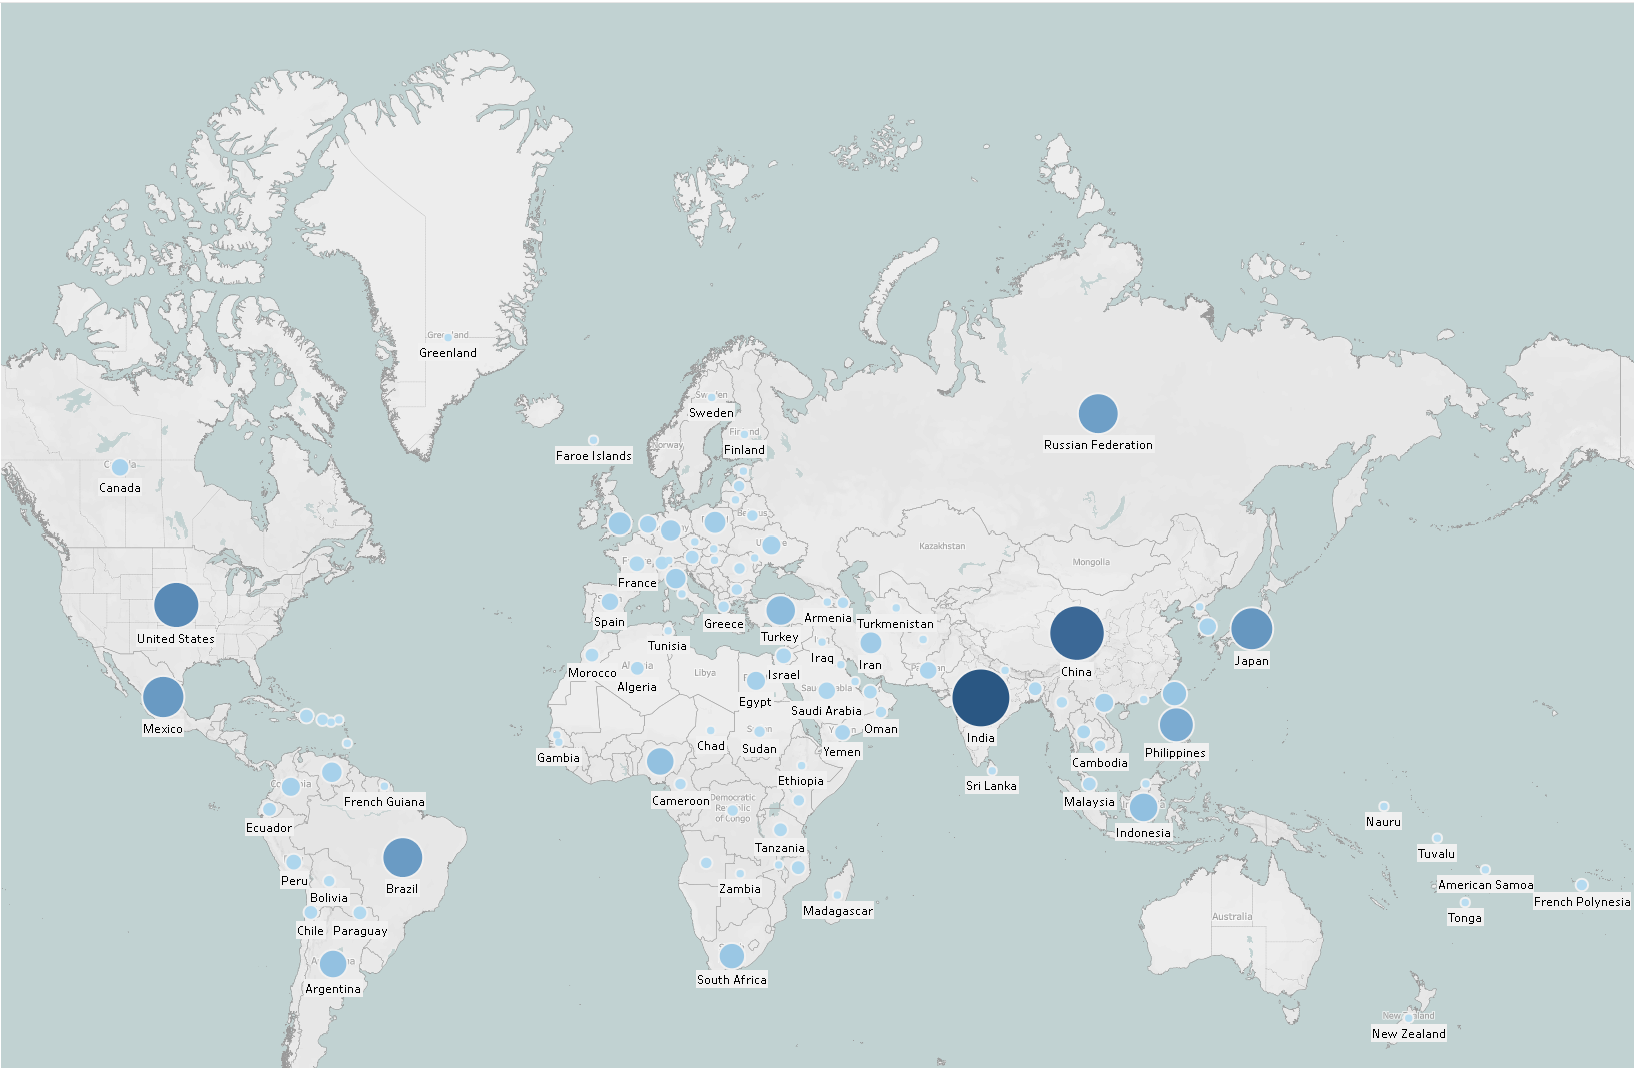 Greenland
Sweden
Finland
Norway
Faroe Islands
Russian Federation
Canada
Kazakhstan
Mongolia
France
Spain
Greece
Turkey
Armenia
Turkmenistan
United States
Tunisia
Iraq
Iran
Japan
China
Morocco
Algeria
Libya
Israel
Egypt
Saudi Arabia
Oman
Mexico
India
Gambia
Chad
Sudan
Yemen
Philippines
Cambodia
Ethiopia
Sri Lanka
French Guiana
Cameroon
Malaysia
Democratic
of Congo
Ecuador
Indonesia
Nauru
Tanzania
Tuvalu
Peru
Brazil
Bolivia
Zambia
American Samoa
French Polynesia
Madagascar
Australia
Tonga
Chile
Paraguay
South Africa
Argentina
New Zealand